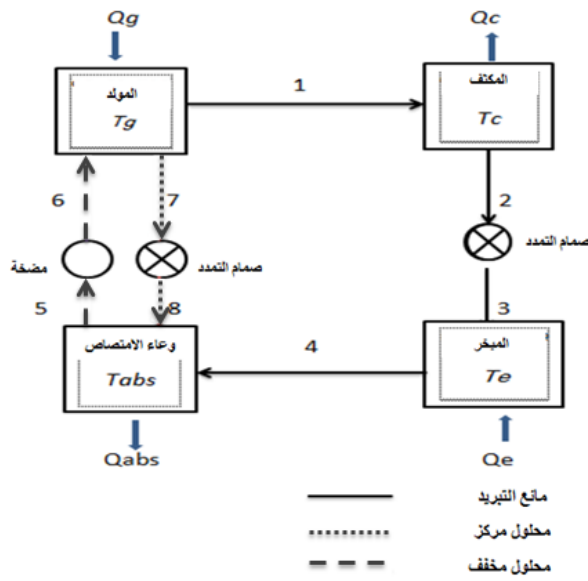 Qg
Qc
المولد
Tg
1
المكثف
Tc
6
7
2
مضخة
صمام التمدد
صمام التمدد
5
8
3
وعاء الامتصاص
Tabs
4
المبخر
Te
Qabs
Qe
مائع التبريد
محلول مركز
محلول مخفف